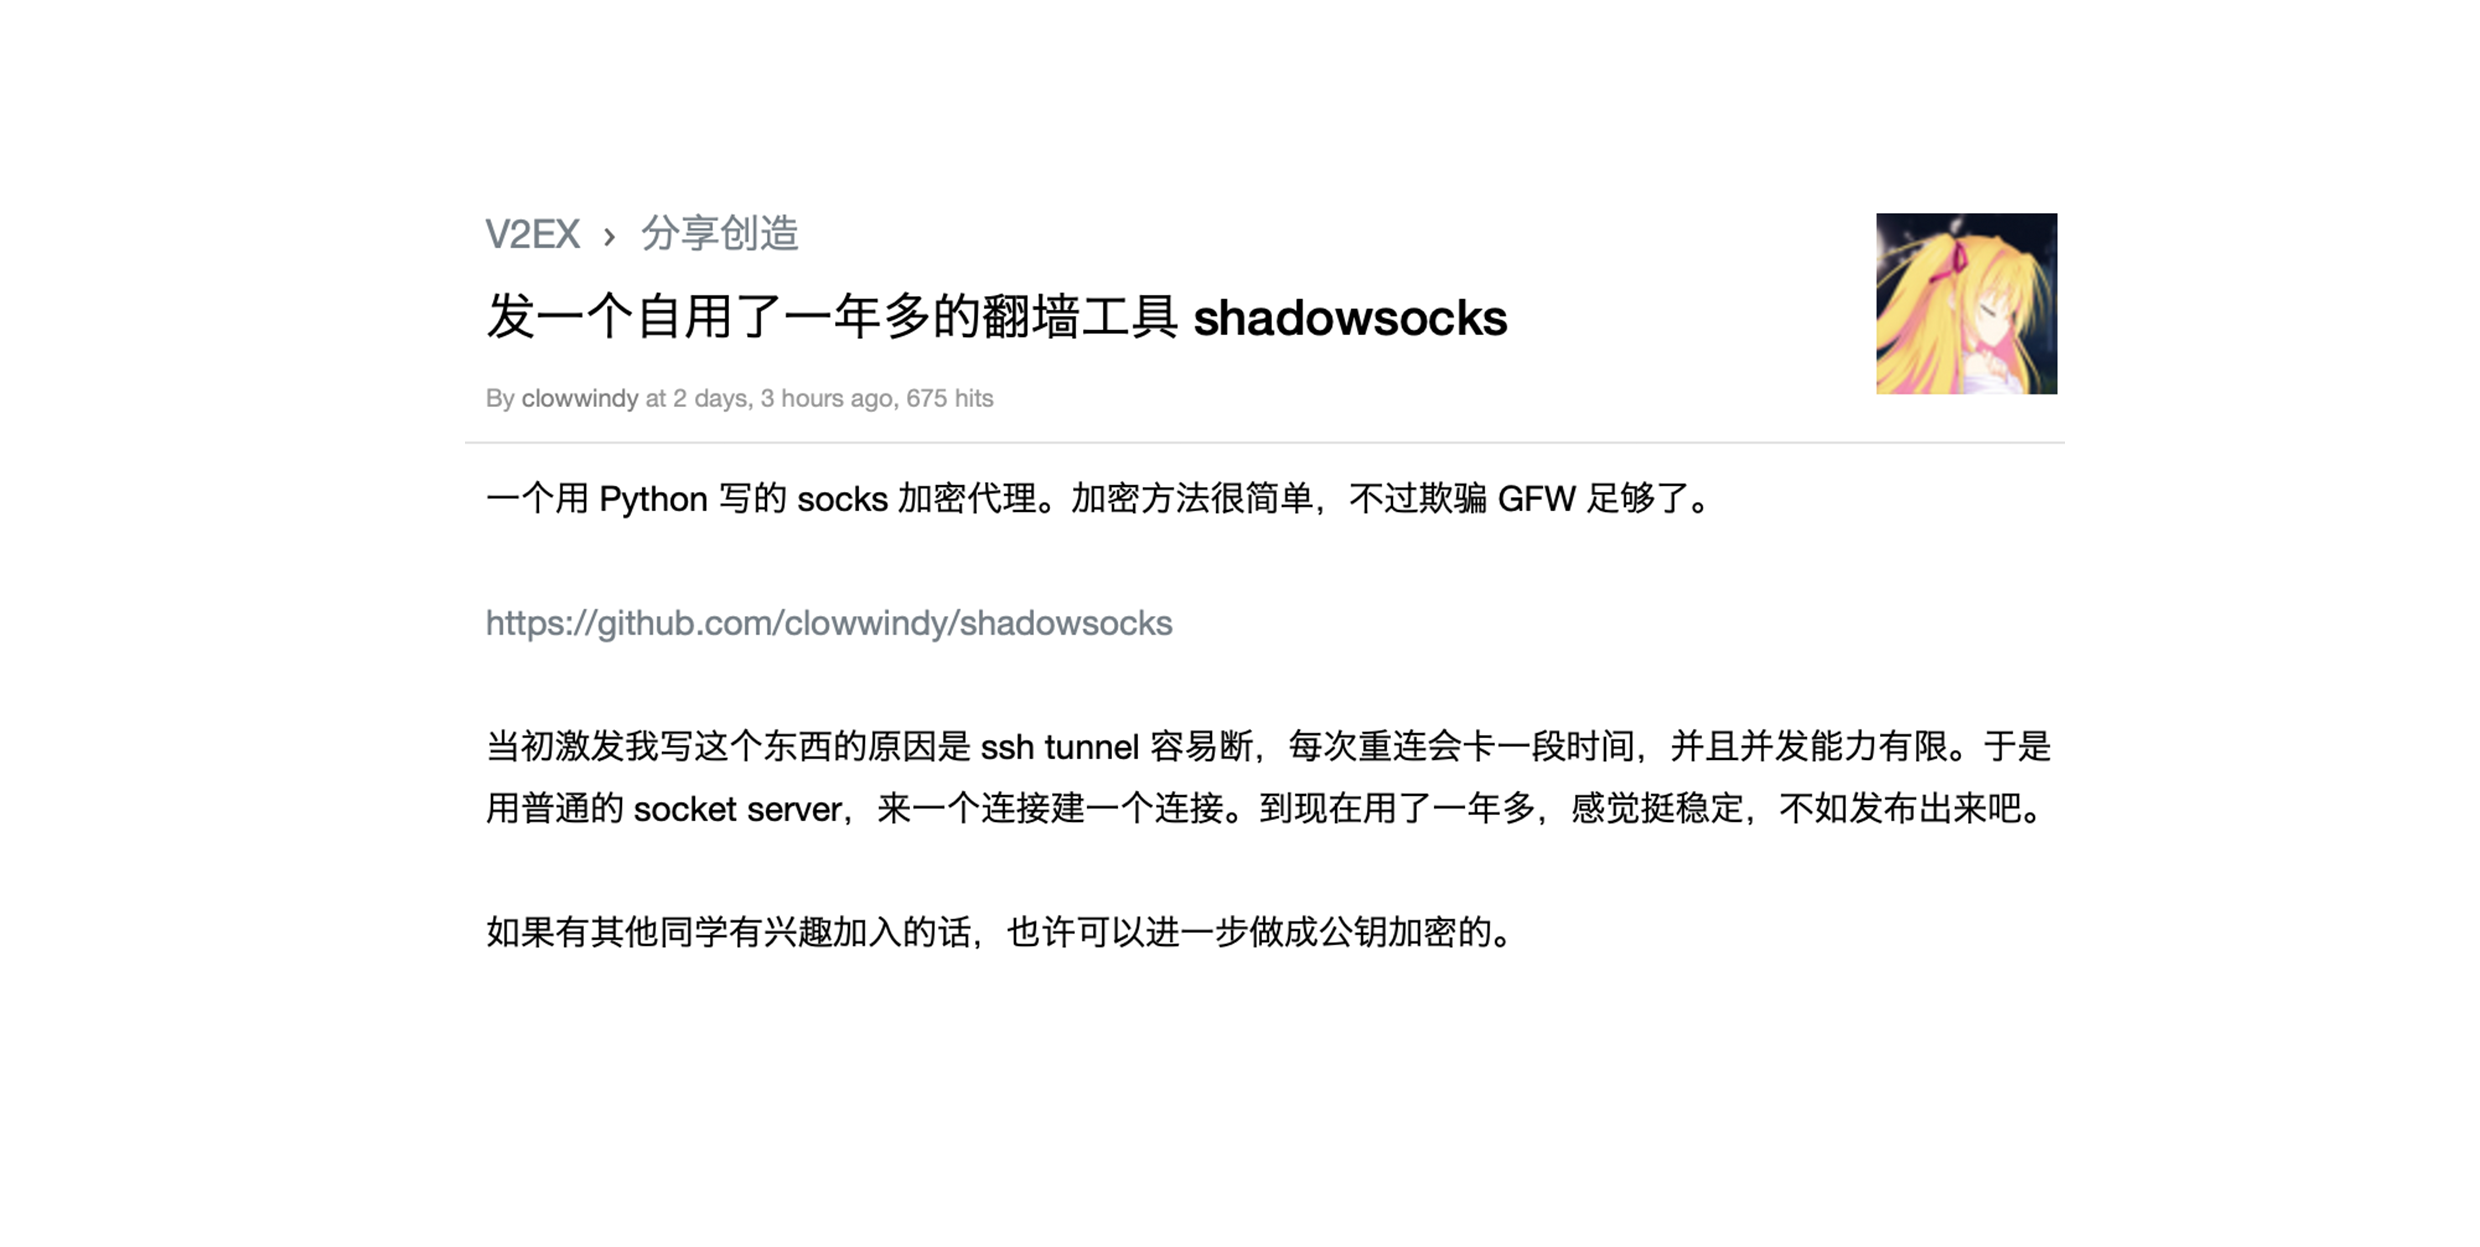 V2EX › 分享创造
发一个自用了一年多的翻墙工具 shadowsocks
By clowwindy at 2 days, 3 hours ago, 675 hits
一个用 Python 写的 socks 加密代理。加密方法很简单，不过欺骗 GFW 足够了。
https://github.com/clowwindy/shadowsocks
当初激发我写这个东西的原因是 ssh tunnel 容易断，每次重连会卡一段时间，并且并发能力有限。于是
用普通的 socket server，来一个连接建一个连接。到现在用了一年多，感觉挺稳定，不如发布出来吧。
如果有其他同学有兴趣加入的话，也许可以进一步做成公钥加密的。